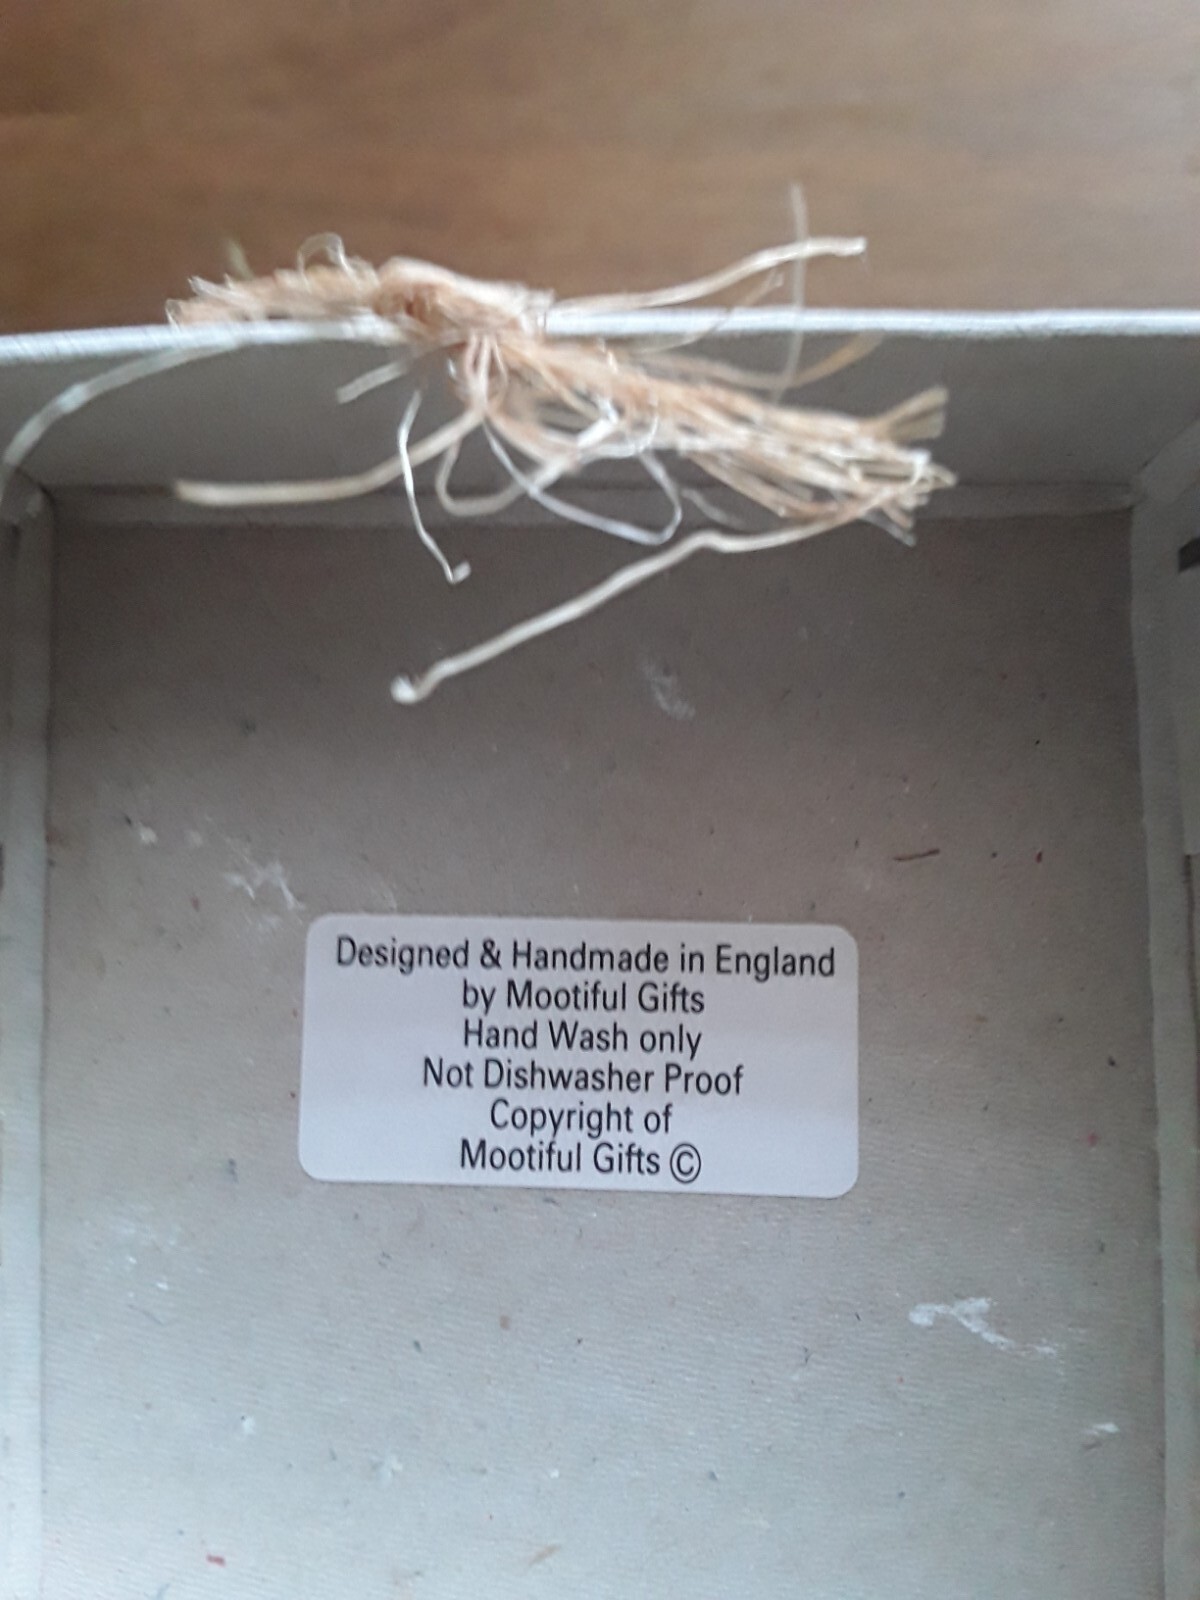 Designed & Handmade in England
by Mootiful Gifts
Hand Wash only
Not Dishwasher Proof
Copyright of
Mootiful Gifts ©